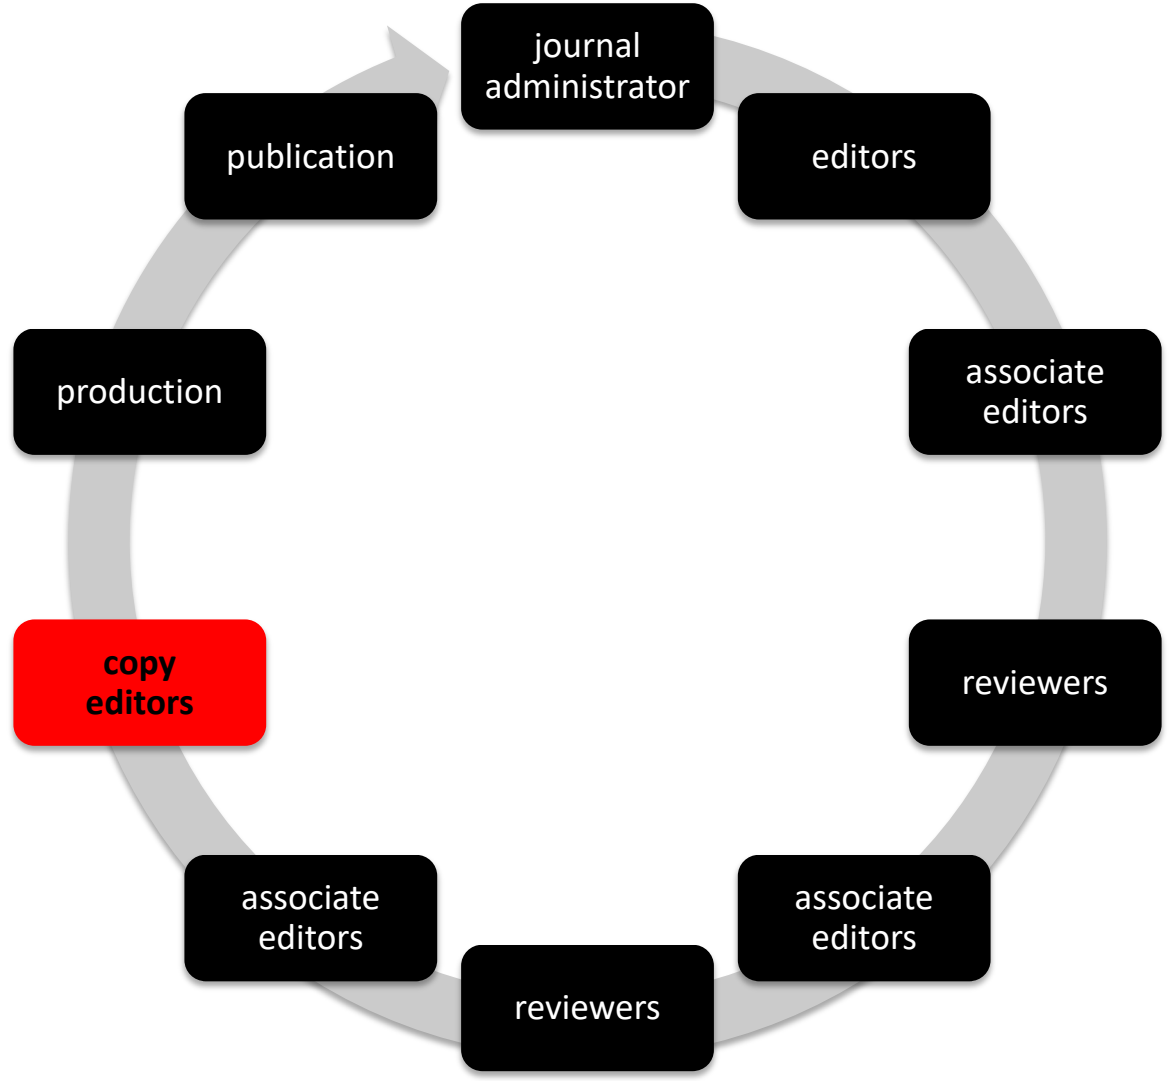 journal
administrator
editors
associate
editors
reviewers
associate
editors
reviewers
associate
editors
copy
editors
production
publication